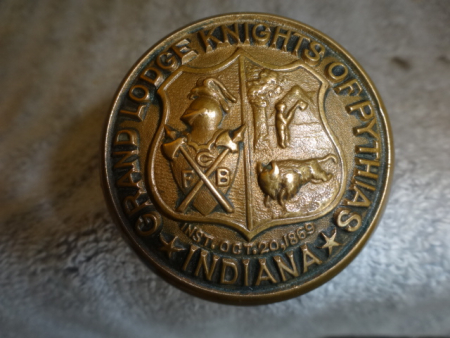 GRAND LODGE KNIGHTS OF PYTHIAS
F C B
INST. OCT. 20. 1869
INDIANA